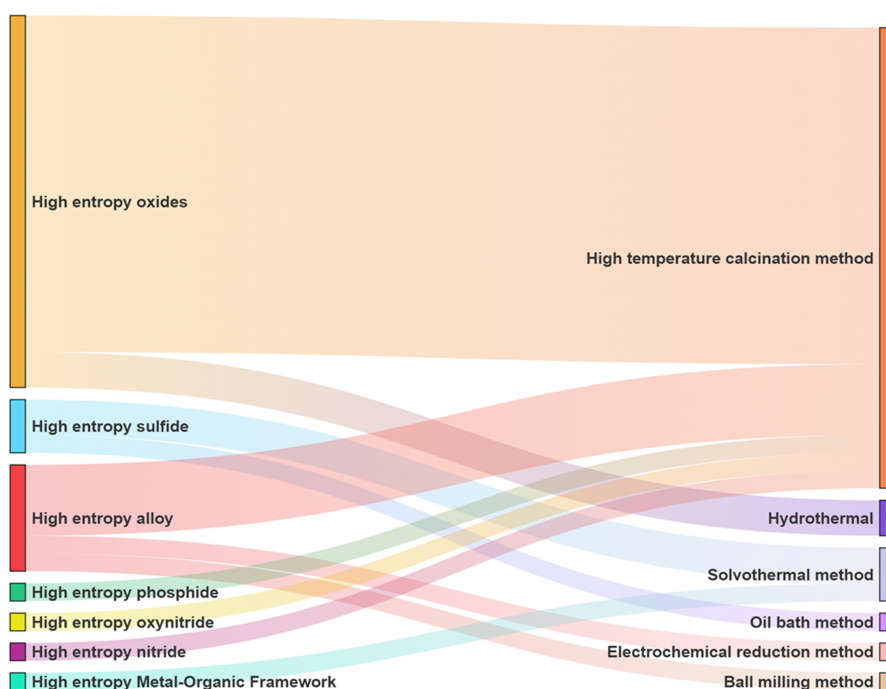 High entropy oxides
High temperature calcination method
High entropy sulfide
High entropy alloy
Hydrothermal
Solvothermal method
High entropy phosphide
High entropy oxynitride
Oil bath method
High entropy nitride
Electrochemical reduction method
High entropy Metal-Organic Framework
Ball milling method